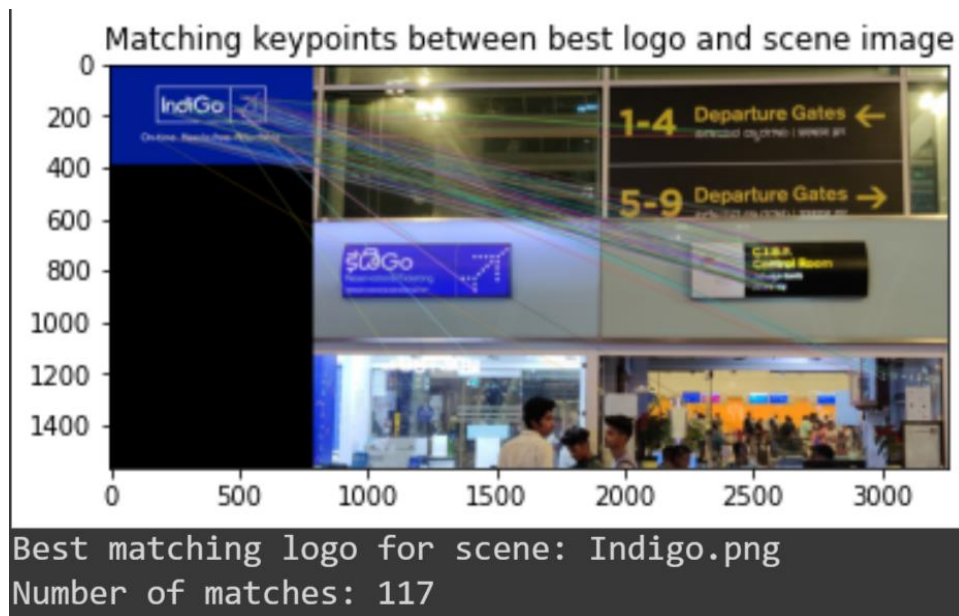 Matching keypoints between best logo and scene image
0
200
400
600
800
1000
1200
1400
IndiGo
1-4 Departure Gates ←
5-9 Departure Gates →
Go
C.I.S.F.
Control Room
0 500 1000 1500 2000 2500 3000
Best matching logo for scene: Indigo.png
Number of matches: 117